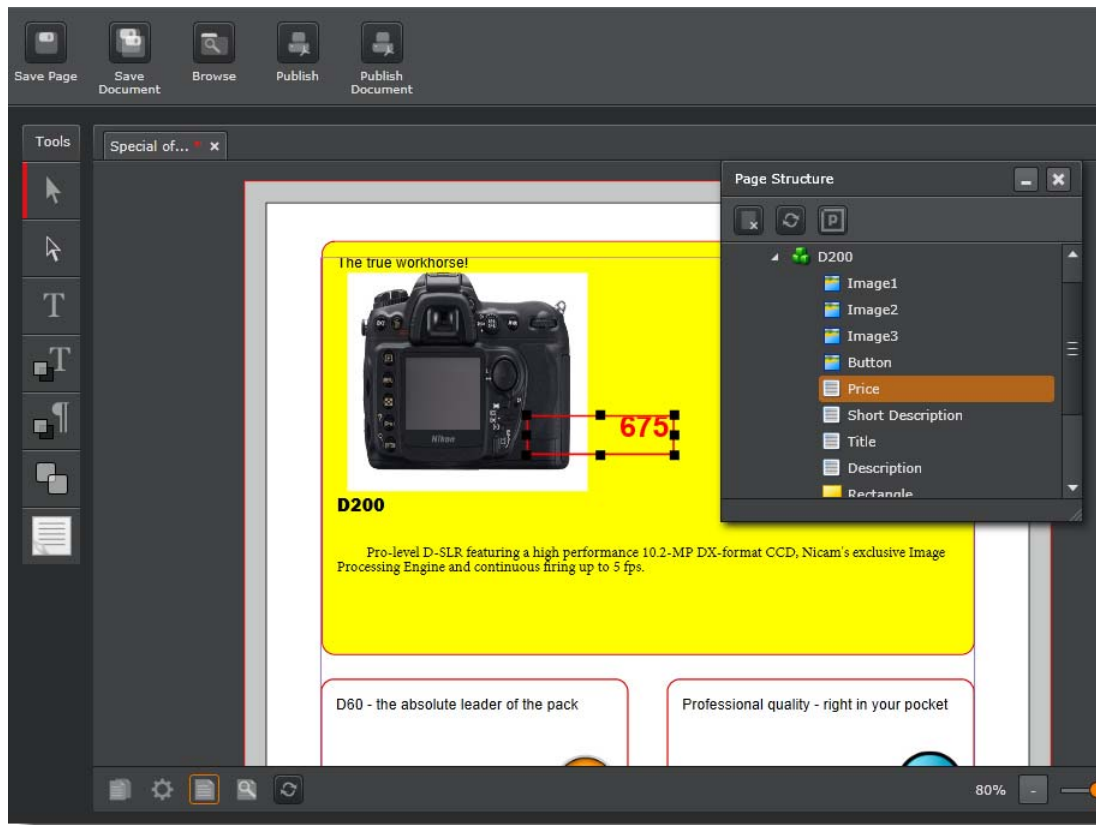 Save Page
Save
Document
Browse
Publish
Publish
Document
Tools
Special of... * ×
Page Structure
P
D200
Image1
Image2
Image3
Button
Price
Short Description
Title
Description
Rectangle
T
T
¶
The true workhorse!
Nikon
675
D200
Pro-level D-SLR featuring a high performance 10.2-MP DX-format CCD, Nicam's exclusive Image
Processing Engine and continuous firing up to 5 fps.
D60 - the absolute leader of the pack
Professional quality - right in your pocket
80%